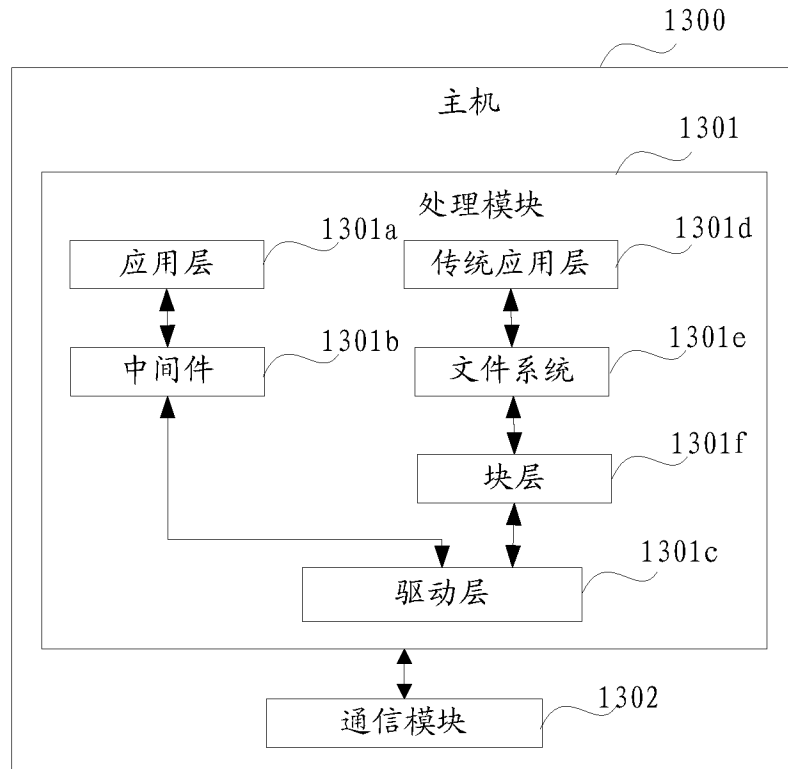 1300
主机
1301
处理模块
1301a
1301d
应用层
传统应用层
1301b
1301e
中间件
文件系统
1301f
块层
1301c
驱动层
1302
通信模块